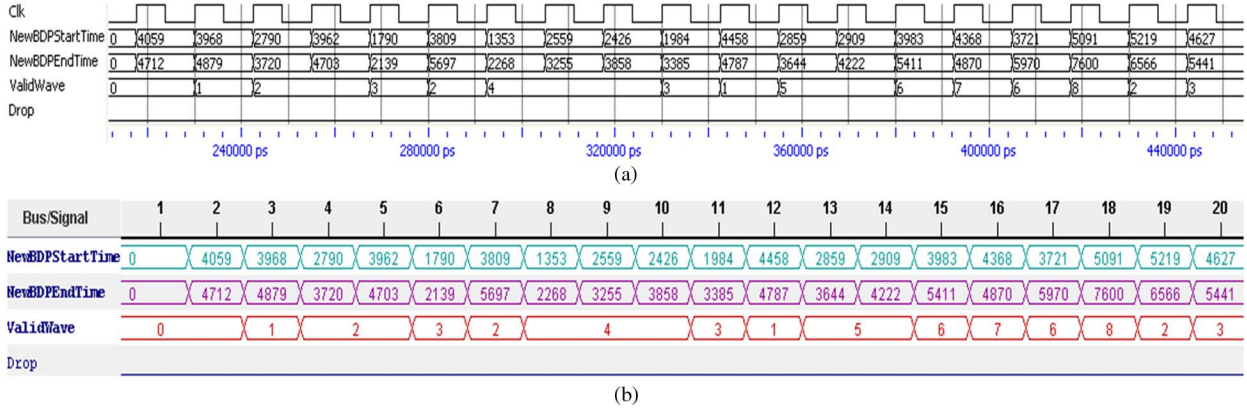 Clk
NewBDPStartTime 0 4059 3968 2790 3962 1790 3809 1353 2559 2426 1984 4458 2859 2909 3983 4368 3721 5091 5219 4627
NewBDPEndTime 0 4712 4879 3720 4703 2139 5697 2268 3255 3858 3385 4787 3644 4222 5411 4870 5970 7600 6566 5441
ValidWave 0 1 2 3 2 4 3 1 5 6 7 6 8 2 3
Drop
240000 ps 280000 ps 320000 ps 360000 ps 400000 ps 440000 ps
(a)
Bus/Signal 1 2 3 4 5 6 7 8 9 10 11 12 13 14 15 16 17 18 19 20
NewBDPStartTime 0 4059 3968 2790 3962 1790 3809 1353 2559 2426 1984 4458 2859 2909 3983 4368 3721 5091 5219 4627
NewBDPEndTime 0 4712 4879 3720 4703 2139 5697 2268 3255 3858 3385 4787 3644 4222 5411 4870 5970 7600 6566 5441
ValidWave 0 1 2 3 2 4 3 1 5 6 7 6 8 2 3
Drop
(b)